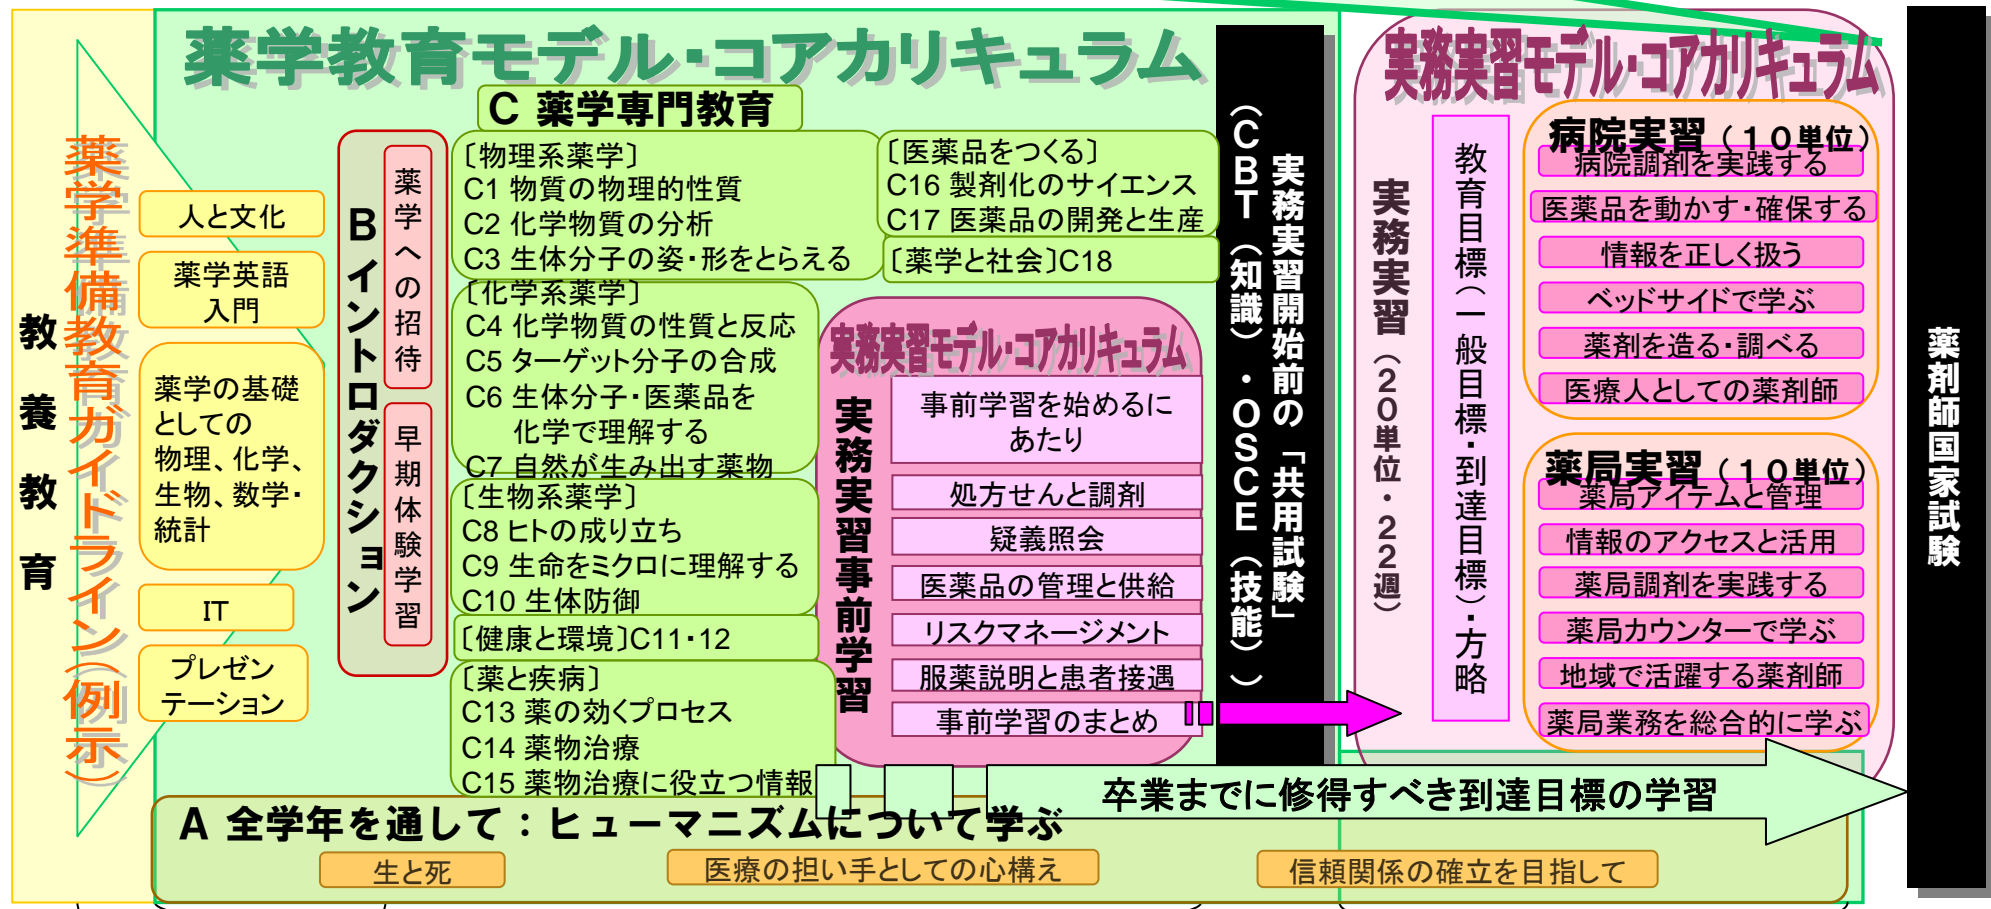 薬学教育モデル・コアカリキュラム
教養教育
薬学準備教育ガイドライン(例示)
人と文化
薬学英語
入門
薬学の基礎
としての
物理、化学、
生物、数学・
統計
IT
プレゼン
テーション
B イントロダクション
薬学への招待
早期体験学習
C 薬学専門教育
〔物理系薬学〕
C1 物質の物理的性質
C2 化学物質の分析
C3 生体分子の姿・形をとらえる
〔化学系薬学〕
C4 化学物質の性質と反応
C5 ターゲット分子の合成
C6 生体分子・医薬品を
化学で理解する
C7 自然が生み出す薬物
〔生物系薬学〕
C8 ヒトの成り立ち
C9 生命をミクロに理解する
C10 生体防御
〔健康と環境〕C11・12
〔薬と疾病〕
C13 薬の効くプロセス
C14 薬物治療
C15 薬物治療に役立つ情報
〔医薬品をつくる〕
C16 製剤化のサイエンス
C17 医薬品の開発と生産
〔薬学と社会〕C18
実務実習モデル・コアカリキュラム
実務実習事前学習
事前学習を始めるに
あたり
処方せんと調剤
疑義照会
医薬品の管理と供給
リスクマネージメント
服薬説明と患者接遇
事前学習のまとめ
実務実習開始前の「共用試験」
(CBT(知識)・OSCE(技能))
実務実習モデル・コアカリキュラム
実務実習(20単位・22週)
教育目標(一般目標・到達目標)・方略
病院実習(10単位)
病院調剤を実践する
医薬品を動かす・確保する
情報を正しく扱う
ベッドサイドで学ぶ
薬剤を造る・調べる
医療人としての薬剤師
薬局実習(10単位)
薬局アイテムと管理
情報のアクセスと活用
薬局調剤を実践する
薬局カウンターで学ぶ
地域で活躍する薬剤師
薬局業務を総合的に学ぶ
薬剤師国家試験
卒業までに修得すべき到達目標の学習
A 全学年を通して：ヒューマニズムについて学ぶ
生と死
医療の担い手としての心構え
信頼関係の確立を目指して